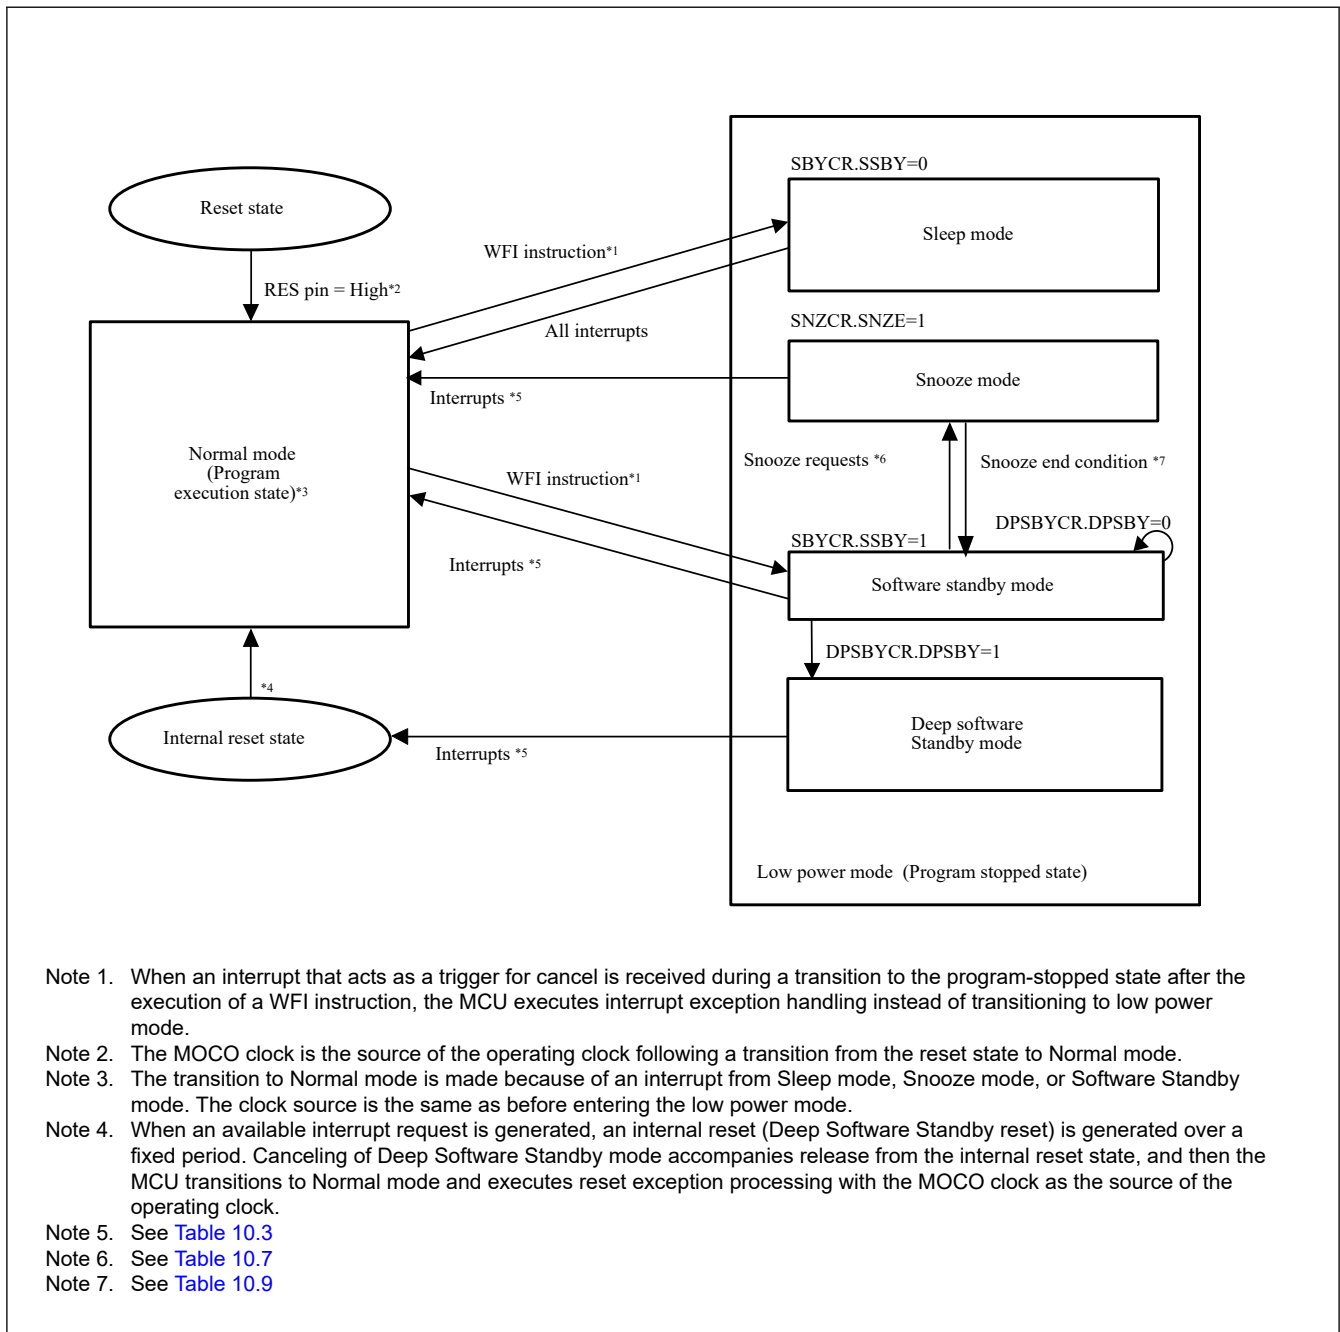 SBYCR.SSBY=0
Reset state
Sleep mode
WFI instruction*1
RES pin = High*2
SNZCR.SNZE=1
All interrupts
Snooze mode
Interrupts *5
Normal mode
(Program
execution state)*3
Snooze requests *6
Snooze end condition *7
WFI instruction*1
DPSBYCR.DPSBY=0
SBYCR.SSBY=1
Interrupts *5
Software standby mode
DPSBYCR.DPSBY=1
*4
Internal reset state
Deep software
Standby mode
Interrupts *5
Low power mode (Program stopped state)
Note 1. When an interrupt that acts as a trigger for cancel is received during a transition to the program-stopped state after the
execution of a WFI instruction, the MCU executes interrupt exception handling instead of transitioning to low power
mode.
Note 2. The MOCO clock is the source of the operating clock following a transition from the reset state to Normal mode.
Note 3. The transition to Normal mode is made because of an interrupt from Sleep mode, Snooze mode, or Software Standby
mode. The clock source is the same as before entering the low power mode.
Note 4. When an available interrupt request is generated, an internal reset (Deep Software Standby reset) is generated over a
fixed period. Canceling of Deep Software Standby mode accompanies release from the internal reset state, and then the
MCU transitions to Normal mode and executes reset exception processing with the MOCO clock as the source of the
operating clock.
Note 5. See Table 10.3
Note 6. See Table 10.7
Note 7. See Table 10.9